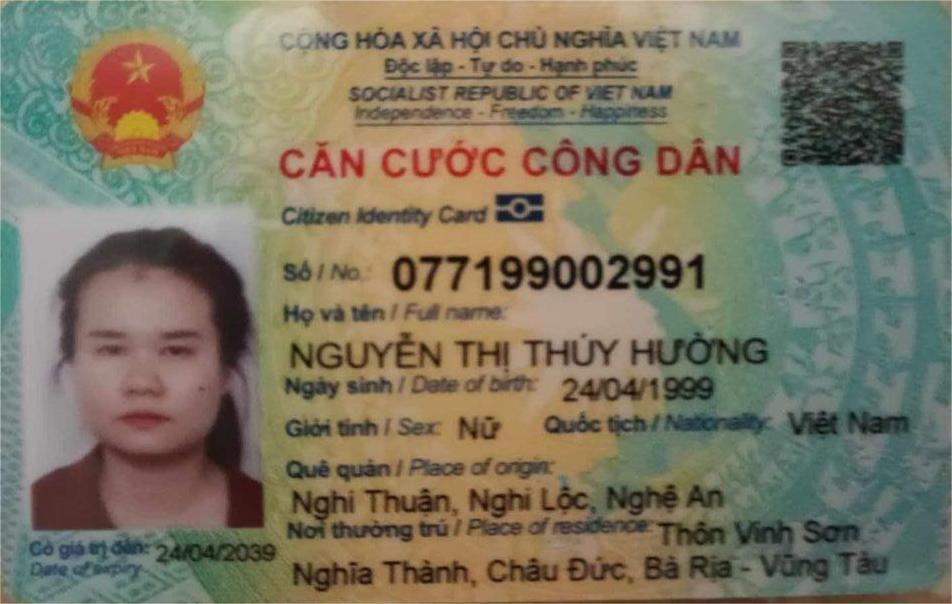 CỘNG HÒA XÃ HỘI CHỦ NGHĨA VIỆT NAM
Độc lập - Tự do - Hạnh phúc
SOCIALIST REPUBLIC OF VIET NAM
Independence - Freedom - Happiness
CĂN CƯỚC CÔNG DÂN
Citizen Identity Card
Số / No.: 077199002991
Họ và tên / Full name:
NGUYỄN THỊ THÚY HƯỜNG
Ngày sinh / Date of birth: 24/04/1999
Giới tính / Sex: Nữ Quốc tịch / Nationality: Việt Nam
Quê quán / Place of origin:
Nghi Thuận, Nghi Lộc, Nghệ An
Nơi thường trú / Place of residence: Thôn Vinh Sơn
Nghĩa Thành, Châu Đức, Bà Rịa - Vũng Tàu
Có giá trị đến: 24/04/2039
Date of expiry